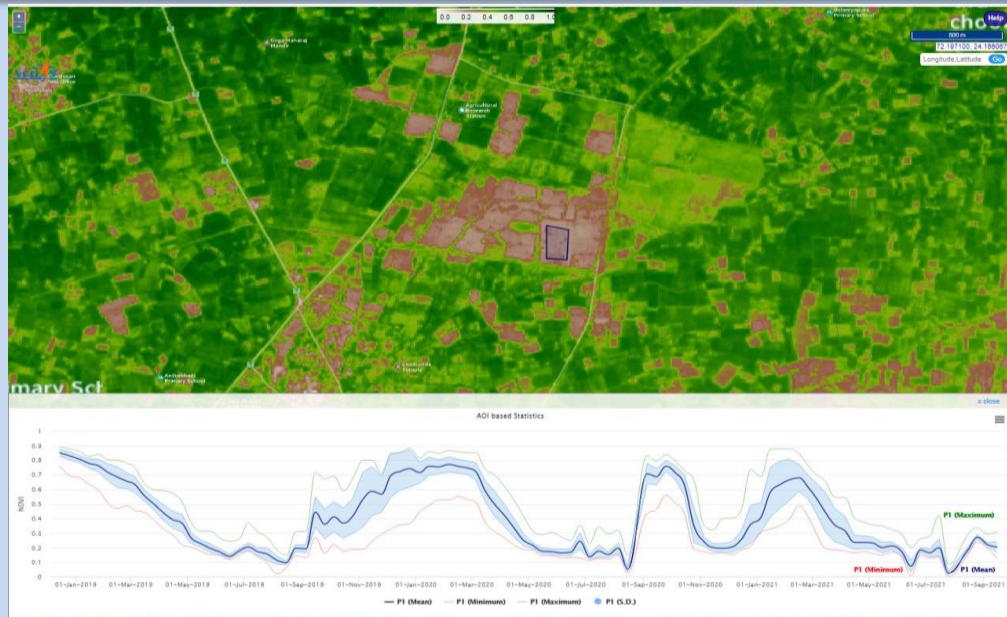 0.0 0.2 0.4 0.6 0.8 1.0
Primary School
Help
600 m
72.197100, 24.188087
Longitude,Latitude Go
Mandir
Agricultural
Research
Station
Primary School
Temple
mary Sch
x close
AOI based Statistics
1
0.9
0.8
0.7
0.6
0.5
0.4
0.3
0.2
0.1
0
NDVI
P1 (Maximum)
P1 (Minimum)
P1 (Mean)
01-Jan-2019 01-Mar-2019 01-May-2019 01-Jul-2019 01-Sep-2019 01-Nov-2019 01-Jan-2020 01-Mar-2020 01-May-2020 01-Jul-2020 01-Sep-2020 01-Nov-2020 01-Jan-2021 01-Mar-2021 01-May-2021 01-Jul-2021 01-Sep-2021
P1 (Mean) P1 (Minimum) P1 (Maximum) P1 (S.D.)